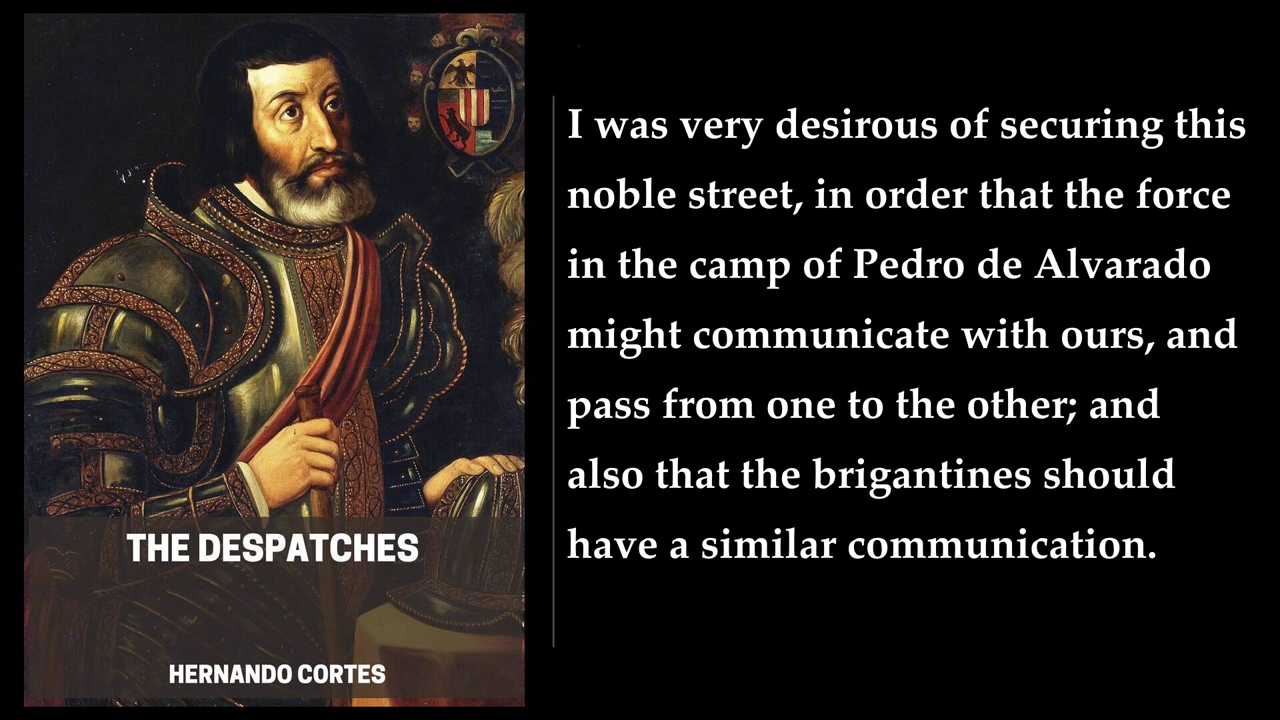 THE DESPATCHES
HERNANDO CORTES
I was very desirous of securing this
noble street, in order that the force
in the camp of Pedro de Alvarado
might communicate with ours, and
pass from one to the other; and
also that the brigantines should
have a similar communication.